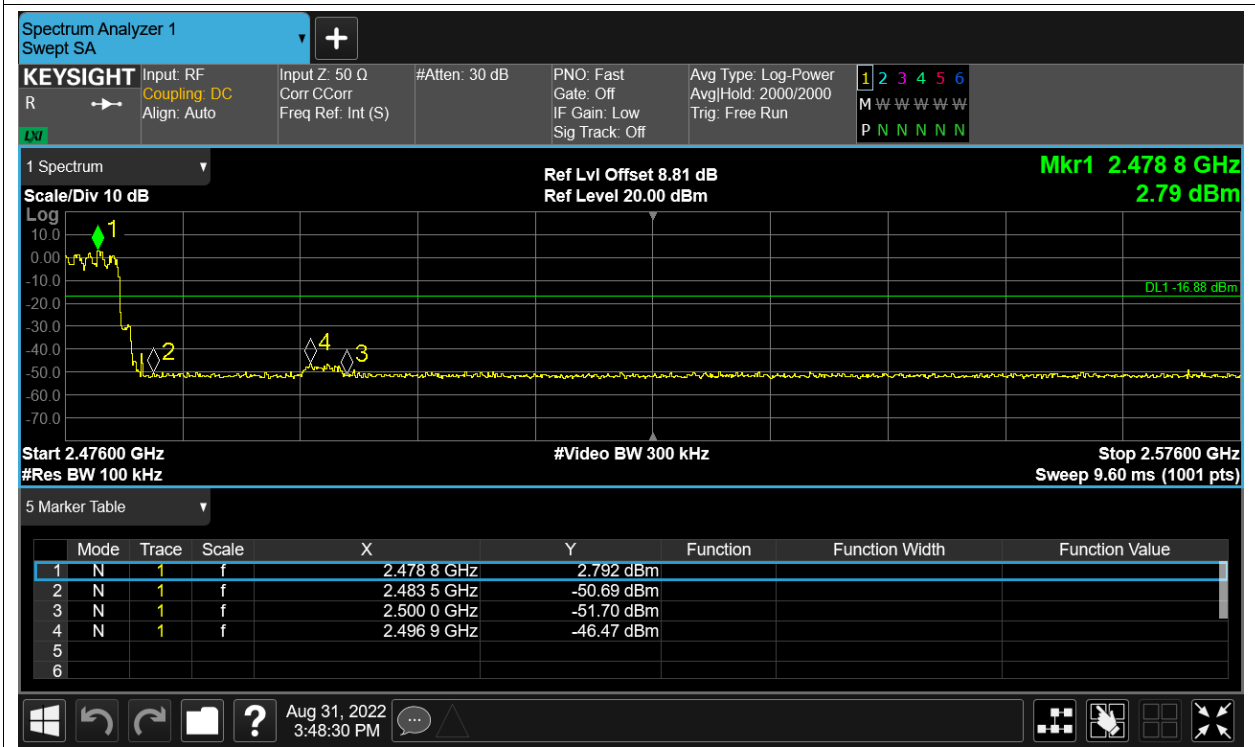 Spectrum Analyzer 1
Swept SA
KEYSIGHT Input: RF Input Z: 50 Ω #Atten: 30 dB PNO: Fast Avg Type: Log-Power 1 2 3 4 5 6
R Coupling: DC Corr CCorr Gate: Off Avg|Hold: 2000/2000 M W W W W W
Align: Auto Freq Ref: Int (S) IF Gain: Low Trig: Free Run
LXI Sig Track: Off P N N N N N
1 Spectrum Ref Lvl Offset 8.81 dB Mkr1 2.478 8 GHz
Scale/Div 10 dB Ref Level 20.00 dBm 2.79 dBm
Log
10.0 1
0.00
-10.0
DL1 -16.88 dBm
-20.0
-30.0
-40.0 2 4 3
-50.0
-60.0
-70.0
Start 2.47600 GHz #Video BW 300 kHz Stop 2.57600 GHz
#Res BW 100 kHz Sweep 9.60 ms (1001 pts)
5 Marker Table
Mode Trace Scale X Y Function Function Width Function Value
1 N 1 f 2.478 8 GHz 2.792 dBm
2 N 1 f 2.483 5 GHz -50.69 dBm
3 N 1 f 2.500 0 GHz -51.70 dBm
4 N 1 f 2.496 9 GHz -46.47 dBm
5
6
? Aug 31, 2022
3:48:30 PM